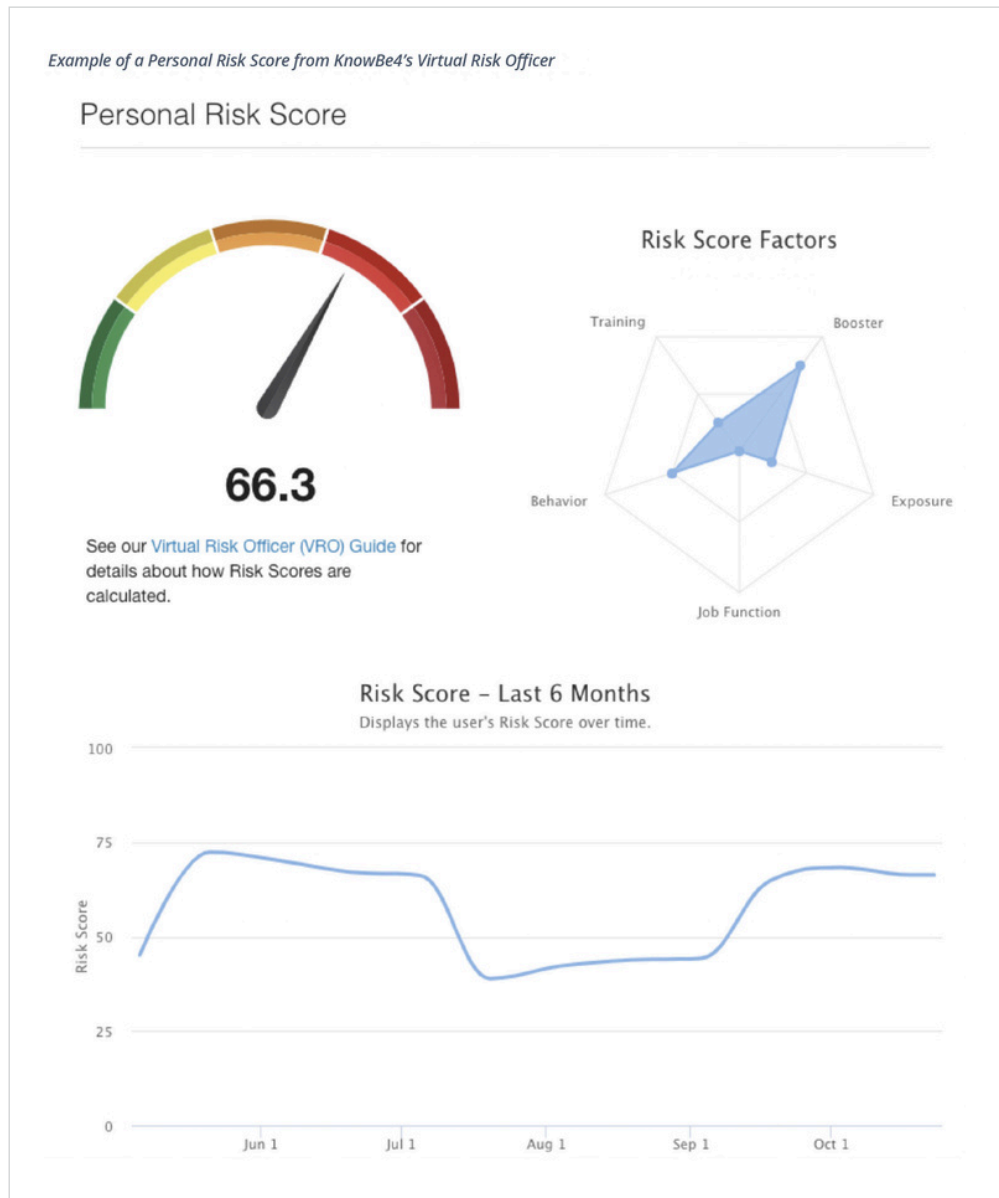 Example of a Personal Risk Score from KnowBe4's Virtual Risk Officer
Personal Risk Score
66.3
See our Virtual Risk Officer (VRO) Guide for
details about how Risk Scores are
calculated.
Risk Score Factors
Training
Booster
Behavior
Exposure
Job Function
Risk Score – Last 6 Months
Displays the user's Risk Score over time.
100
75
50
25
0
Risk Score
Jun 1
Jul 1
Aug 1
Sep 1
Oct 1